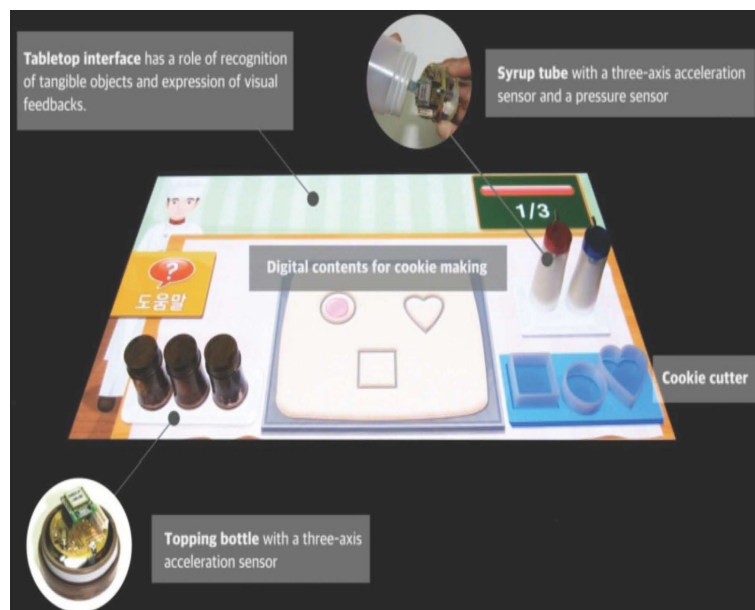 Tabletop interface has a role of recognition
of tangible objects and expression of visual
feedbacks.
Syrup tube with a three-axis acceleration
sensor and a pressure sensor
1/3
Digital contents for cookie making
?
도움말
Cookie cutter
Topping bottle with a three-axis
acceleration sensor